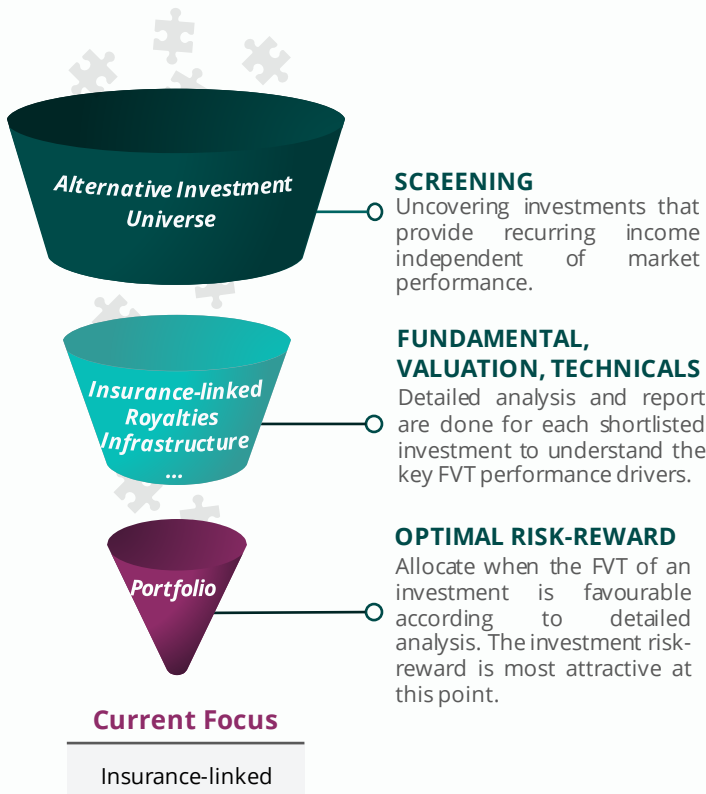 Alternative Investment
Universe
SCREENING
Uncovering investments that
provide recurring income
independent of market
performance.
Insurance-linked
Royalties
Infrastructure
...
FUNDAMENTAL,
VALUATION, TECHNICALS
Detailed analysis and report
are done for each shortlisted
investment to understand the
key FVT performance drivers.
Portfolio
OPTIMAL RISK-REWARD
Allocate when the FVT of an
investment is favourable
according to detailed
analysis. The investment risk-
reward is most attractive at
this point.
Current Focus
Insurance-linked